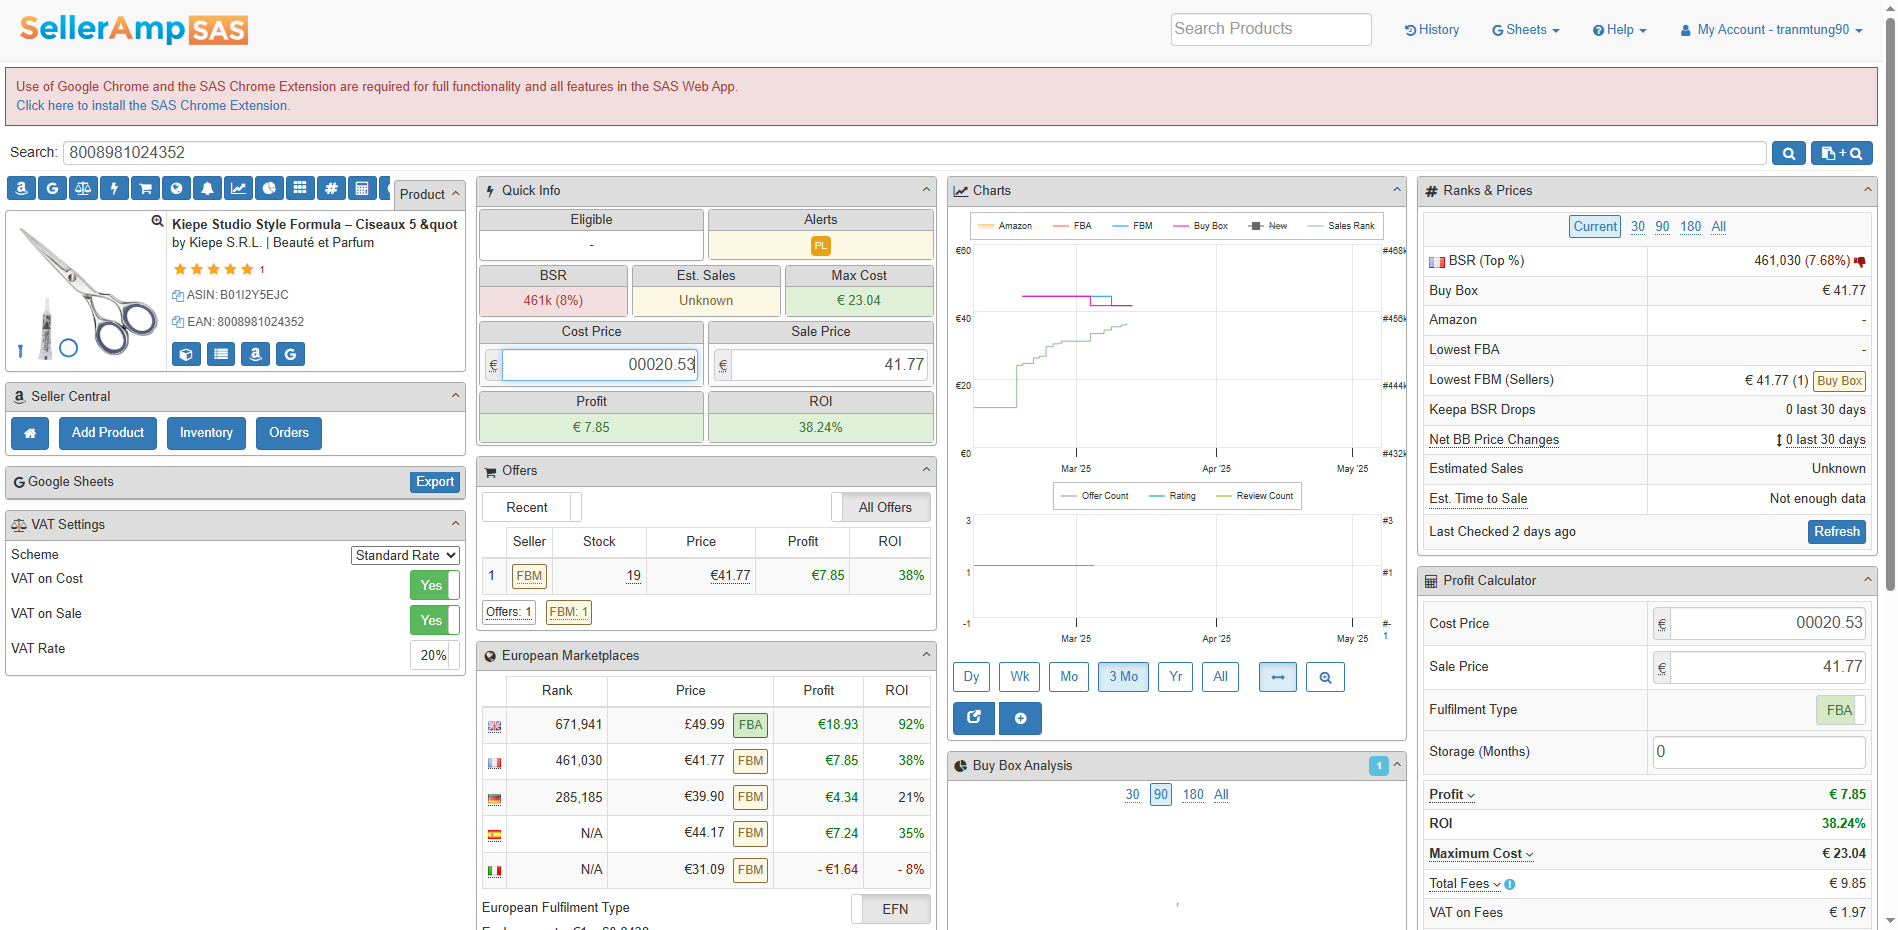 SellerAmp SAS
Search Products
History
Sheets
Help
My Account - tranmtung90
Use of Google Chrome and the SAS Chrome Extension are required for full functionality and all features in the SAS Web App.
Click here to install the SAS Chrome Extension.
Search: 8008981024352
Product
Kiepe Studio Style Formula – Ciseaux 5 &quot
by Kiepe S.R.L. | Beauté et Parfum
1
ASIN: B01I2Y5EJC
EAN: 8008981024352
Seller Central
Add Product
Inventory
Orders
Google Sheets
Export
VAT Settings
Scheme
Standard Rate
VAT on Cost
Yes
VAT on Sale
Yes
VAT Rate
20%
Quick Info
Eligible
Alerts
-
PL
BSR
Est. Sales
Max Cost
461k (8%)
Unknown
€ 23.04
Cost Price
Sale Price
€ 00020.53
€ 41.77
Profit
ROI
€ 7.85
38.24%
Offers
Recent
All Offers
Seller Stock Price Profit ROI
1 FBM 19 €41.77 €7.85 38%
Offers: 1 FBM: 1
European Marketplaces
Rank Price Profit ROI
671,941 £49.99 FBA €18.93 92%
461,030 €41.77 FBM €7.85 38%
285,185 €39.90 FBM €4.34 21%
N/A €44.17 FBM €7.24 35%
N/A €31.09 FBM - €1.64 - 8%
European Fulfilment Type
EFN
Charts
Amazon FBA FBM Buy Box New Sales Rank
€60 #468k
€40 #456k
€20 #444k
€0 #432k
Mar '25 Apr '25 May '25
Offer Count Rating Review Count
3 #3
1 #1
-1 #-1
Mar '25 Apr '25 May '25
Dy Wk Mo 3 Mo Yr All
Buy Box Analysis
1
30 90 180 All
Ranks & Prices
Current 30 90 180 All
BSR (Top %) 461,030 (7.68%)
Buy Box € 41.77
Amazon -
Lowest FBA -
Lowest FBM (Sellers) € 41.77 (1) Buy Box
Keepa BSR Drops 0 last 30 days
Net BB Price Changes 0 last 30 days
Estimated Sales Unknown
Est. Time to Sale Not enough data
Last Checked 2 days ago
Refresh
Profit Calculator
Cost Price € 00020.53
Sale Price € 41.77
Fulfilment Type FBA
Storage (Months) 0
Profit € 7.85
ROI 38.24%
Maximum Cost € 23.04
Total Fees € 9.85
VAT on Fees € 1.97